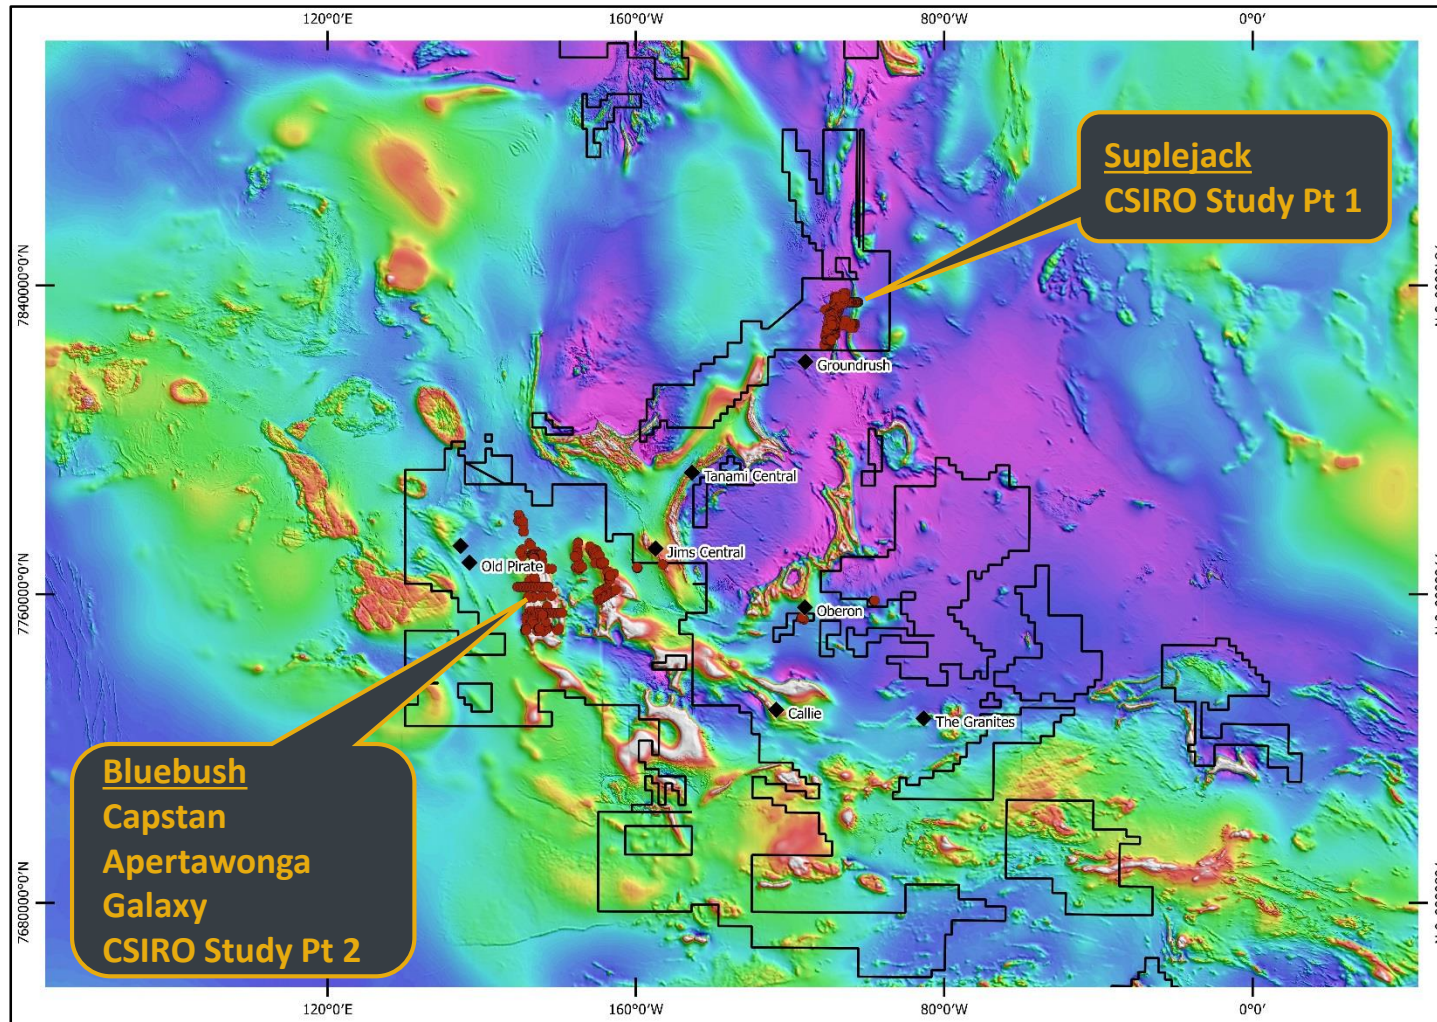 120°0'E 160°0'W 80°0'W 0°0'
Suplejack
CSIRO Study Pt 1
7840000°0'N
Groundrush
Tanami Central
Jims Central
Old Pirate
7760000°0'N
Oberon
Callie
The Granites
Bluebush
Capstan
Apertawonga
Galaxy
CSIRO Study Pt 2
7680000°0'N
120°0'E 160°0'W 80°0'W 0°0'